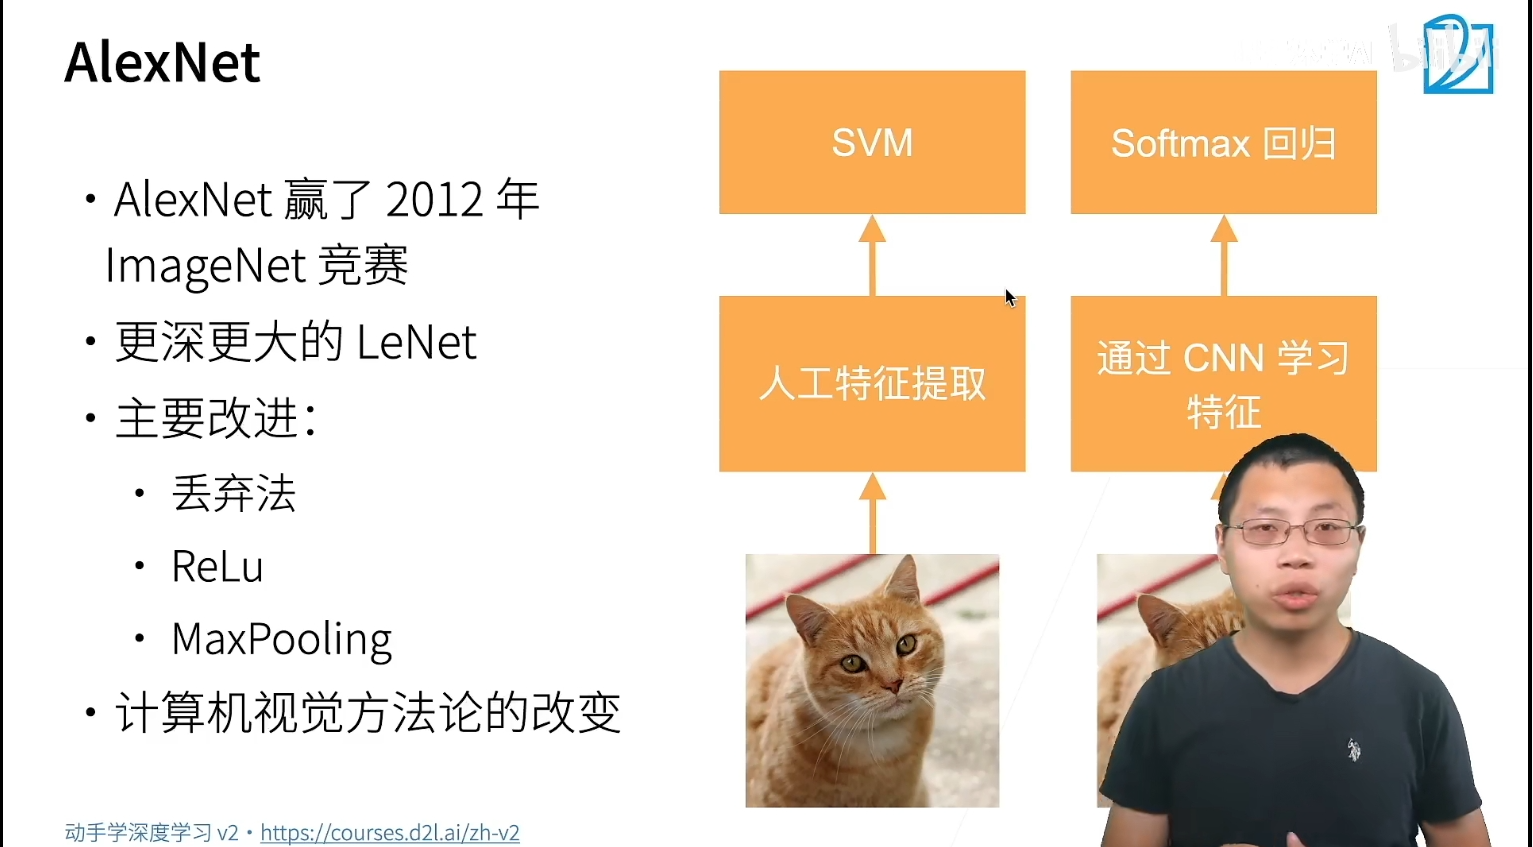 AlexNet
• AlexNet 赢了 2012 年
ImageNet 竞赛
• 更深更大的 LeNet
• 主要改进：
• 丢弃法
• ReLu
• MaxPooling
• 计算机视觉方法论的改变
SVM
人工特征提取
Softmax 回归
通过 CNN 学习
特征
动手学深度学习 v2 • https://courses.d2l.ai/zh-v2
bilibili